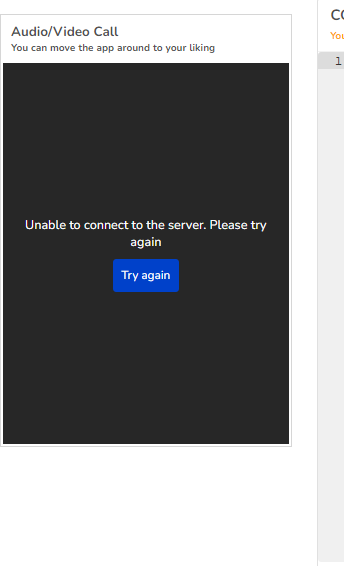 Audio/Video Call
You can move the app around to your liking
Unable to connect to the server. Please try
again
Try again
1